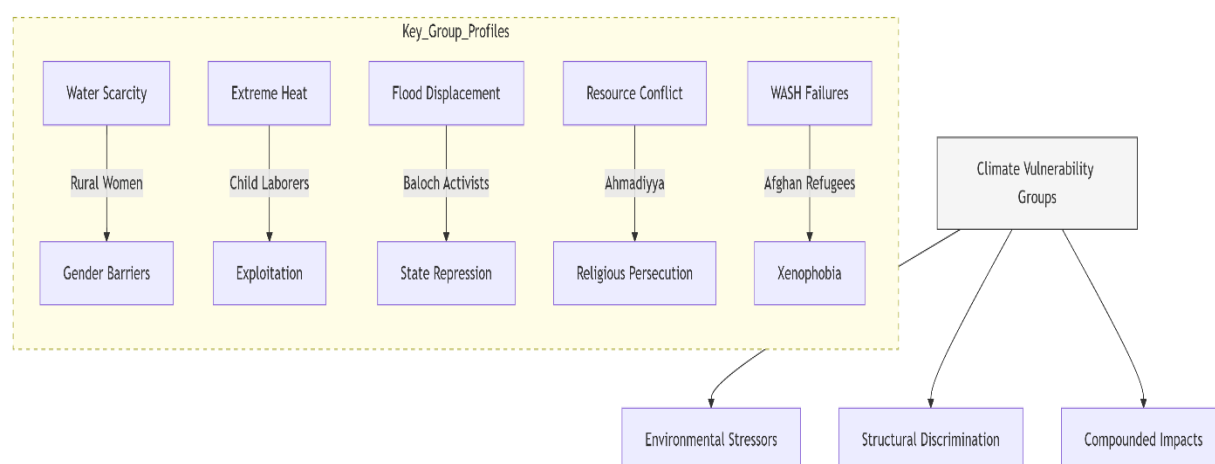 Key_Group_Profiles
Water Scarcity
Extreme Heat
Flood Displacement
Resource Conflict
WASH Failures
Rural Women
Child Laborers
Baloch Activists
Ahmadiyya
Afghan Refugees
Gender Barriers
Exploitation
State Repression
Religious Persecution
Xenophobia
Climate Vulnerability
Groups
Environmental Stressors
Structural Discrimination
Compounded Impacts